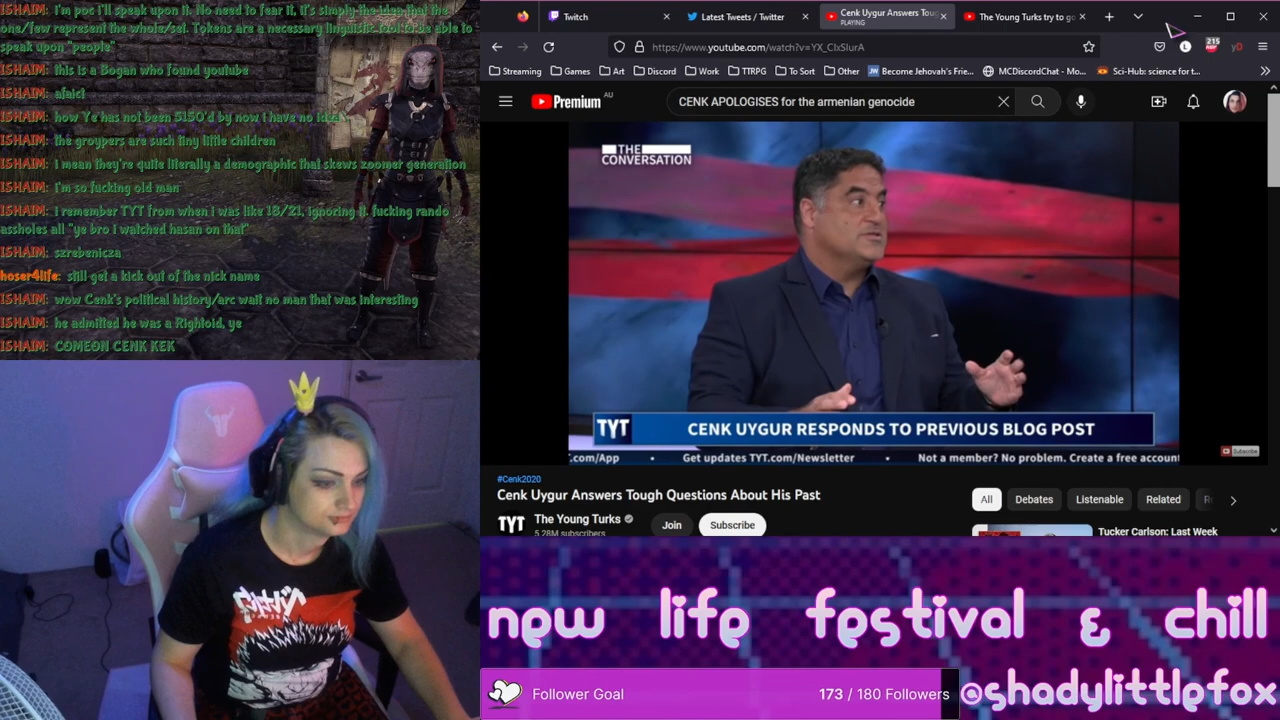 ISHAIM: I'm poc I'll speak upon it. No need to fear it, it's simply the idea that the
one/few represent the whole/set. Tokens are a necessary linguistic tool to be able to
speak upon "people"
ISHAIM: this is a Bogan who found youtube
ISHAIM: afaicl
ISHAIM: how Ye has not been 5150'd by now i have no idea
ISHAIM: the groypers are such tiny little children
ISHAIM: i mean they're quite literally a demographic that skews zoomer generation
ISHAIM: i'm so fucking old man
ISHAIM: i remember TYT from when i was like 18/21, ignoring it. fucking rando
assholes all "ye bro i watched hasan on that"
ISHAIM: szrebenicza
hoser4life: still get a kick out of the nick name
ISHAIM: wow Cenk's political history/arc wait no man that was interesting
ISHAIM: he admitted he was a Rightoid, ye
ISHAIM: COMEON CENK KEK
Twitch
Latest Tweets / Twitter
Cenk Uygur Answers Tou
PLAYING
The Young Turks try to go
https://www.youtube.com/watch?v=YX_CIxSIurA
215
Streaming
Games
Art
Discord
Work
TTRPG
To Sort
Other
JW Become Jehovah's Frie...
MCDiscordChat - Mo...
Sci-Hub: science for t...
Premium AU
CENK APOLOGISES for the armenian genocide
THE
CONVERSATION
TYT CENK UYGUR RESPONDS TO PREVIOUS BLOG POST
:.com/App • Get updates TYT.com/Newsletter • Not a member? No problem. Create a free account
Subscribe
#Cenk2020
Cenk Uygur Answers Tough Questions About His Past
TYT The Young Turks
5.28M subscribers
Join
Subscribe
All
Debates
Listenable
Related
Tucker Carlson: Last Week
new life festival & chill
Follower Goal
173 / 180 Followers
@shadylittlefox